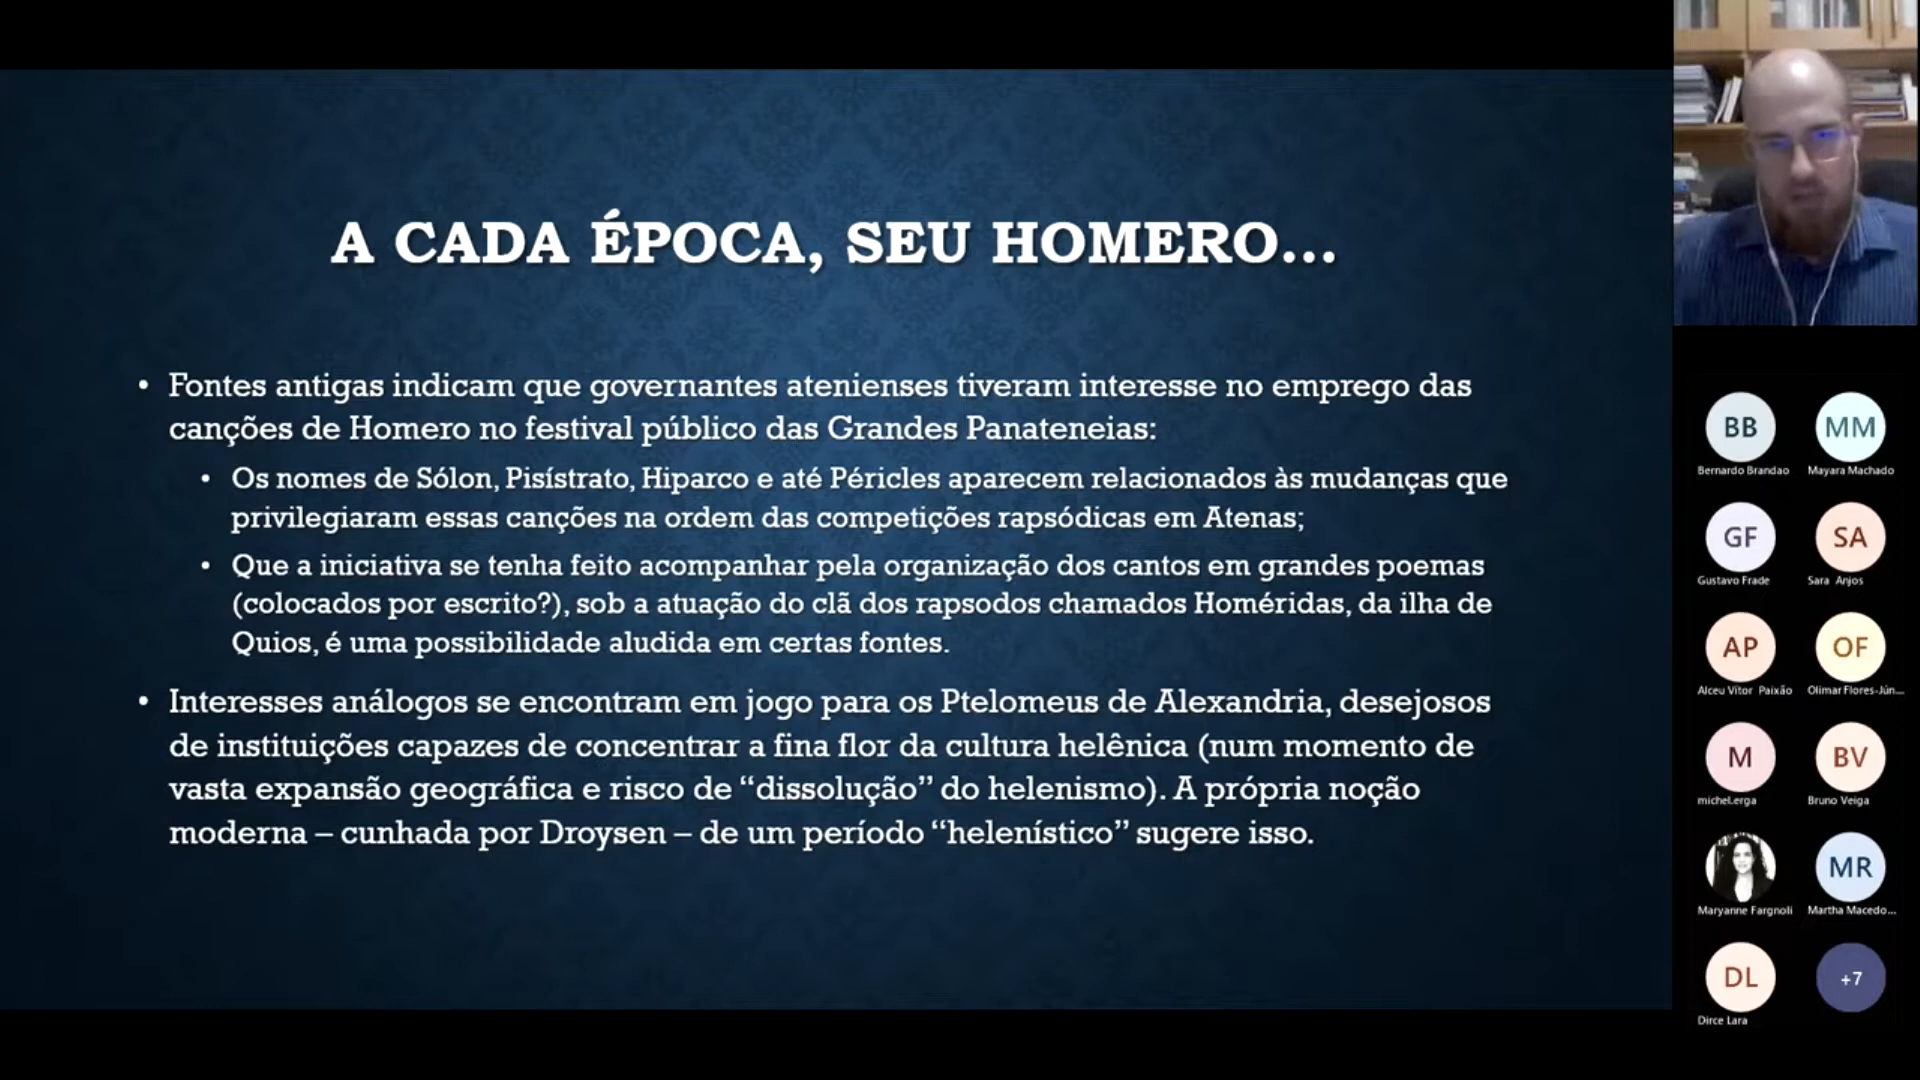 A CADA ÉPOCA, SEU HOMERO...
• Fontes antigas indicam que governantes atenienses tiveram interesse no emprego das
canções de Homero no festival público das Grandes Panateneias:
• Os nomes de Sólon, Pisístrato, Hiparco e até Péricles aparecem relacionados às mudanças que
privilegiaram essas canções na ordem das competições rapsódicas em Atenas;
• Que a iniciativa se tenha feito acompanhar pela organização dos cantos em grandes poemas
(colocados por escrito?), sob a atuação do clã dos rapsodos chamados Homéridas, da ilha de
Quios, é uma possibilidade aludida em certas fontes.
• Interesses análogos se encontram em jogo para os Ptelomeus de Alexandria, desejosos
de instituições capazes de concentrar a fina flor da cultura helênica (num momento de
vasta expansão geográfica e risco de “dissolução” do helenismo). A própria noção
moderna – cunhada por Droysen – de um período “helenístico” sugere isso.
BB
MM
Bernardo Brandao
Mayara Machado
GF
SA
Gustavo Frade
Sara Anjos
AP
OF
Alceu Vitor Paixão
Olimar Flores-Jún...
M
BV
michel.erga
Bruno Veiga
MR
Maryanne Fargnoli
Martha Macedo...
DL
+7
Dirce Lara